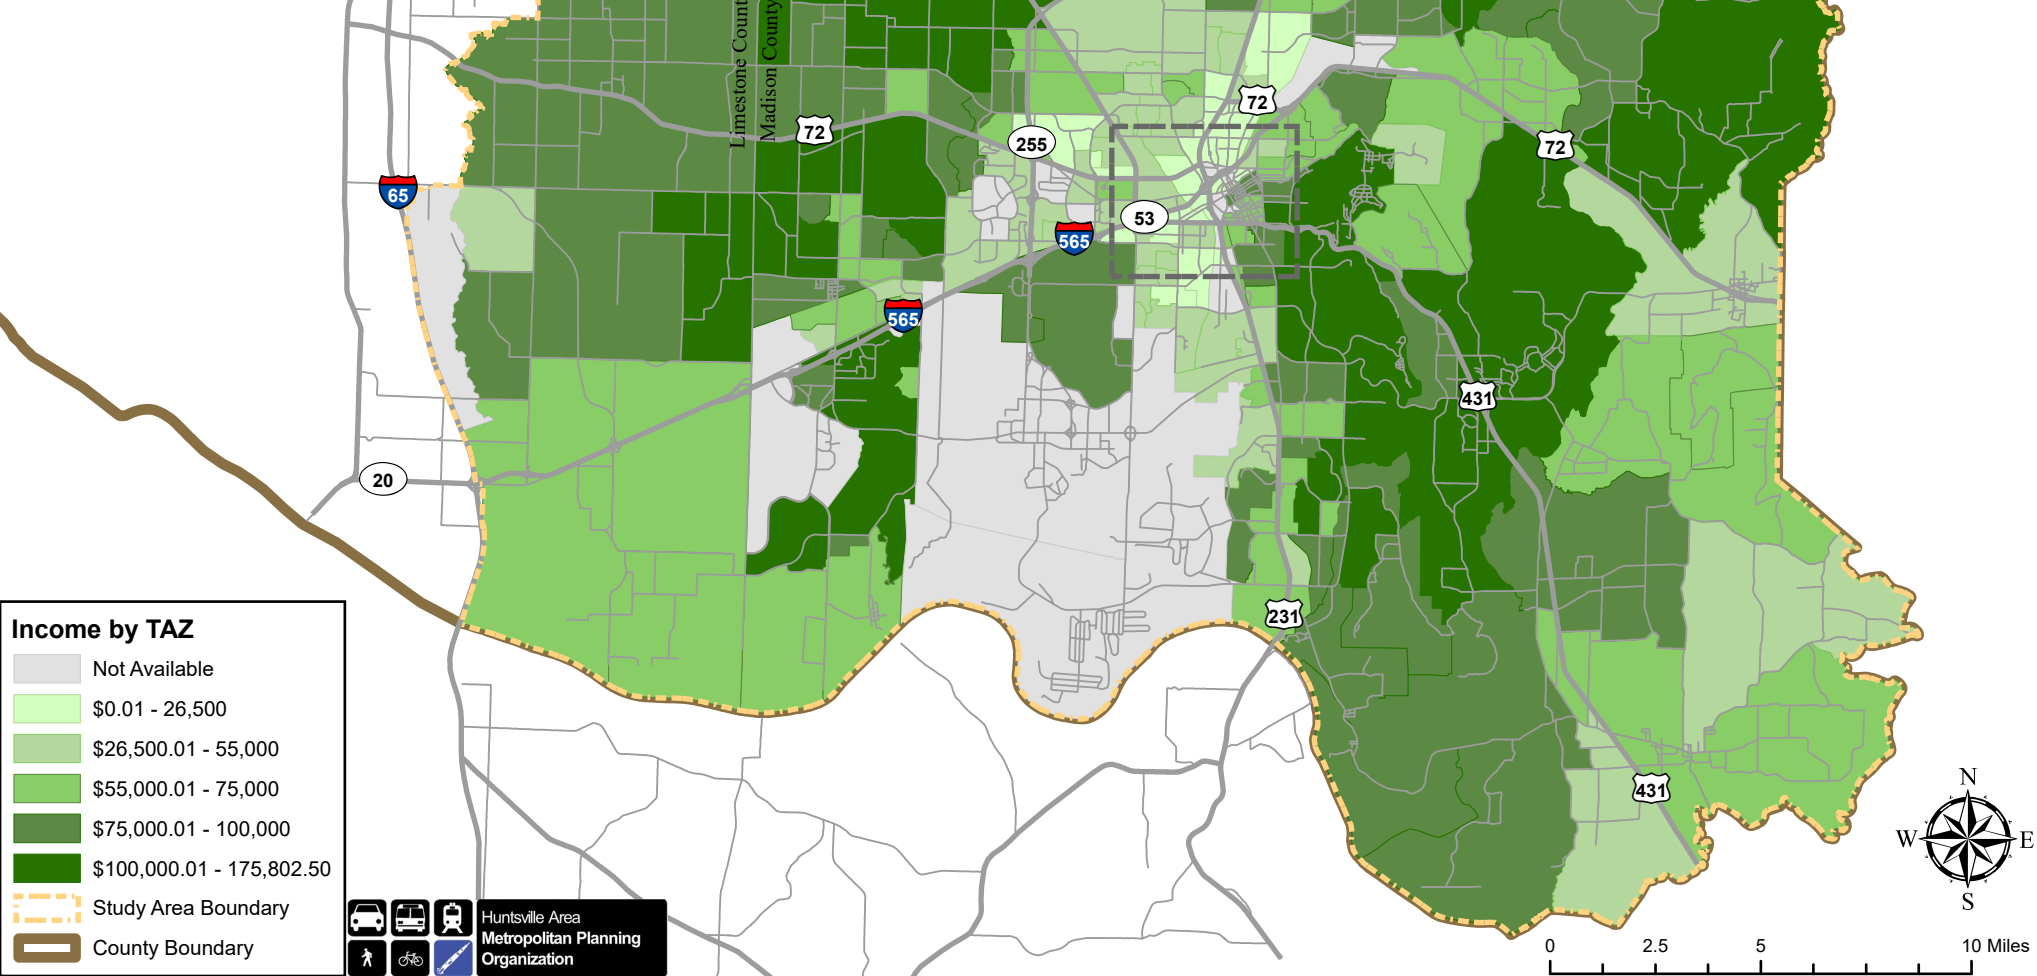 Limestone Count
Madison County
72
72
255
72
65
53
565
565
431
20
231
431
Income by TAZ
Not Available
$0.01 - 26,500
$26,500.01 - 55,000
$55,000.01 - 75,000
$75,000.01 - 100,000
$100,000.01 - 175,802.50
Study Area Boundary
County Boundary
Huntsville Area
Metropolitan Planning
Organization
N
W E
S
0 2.5 5 10 Miles